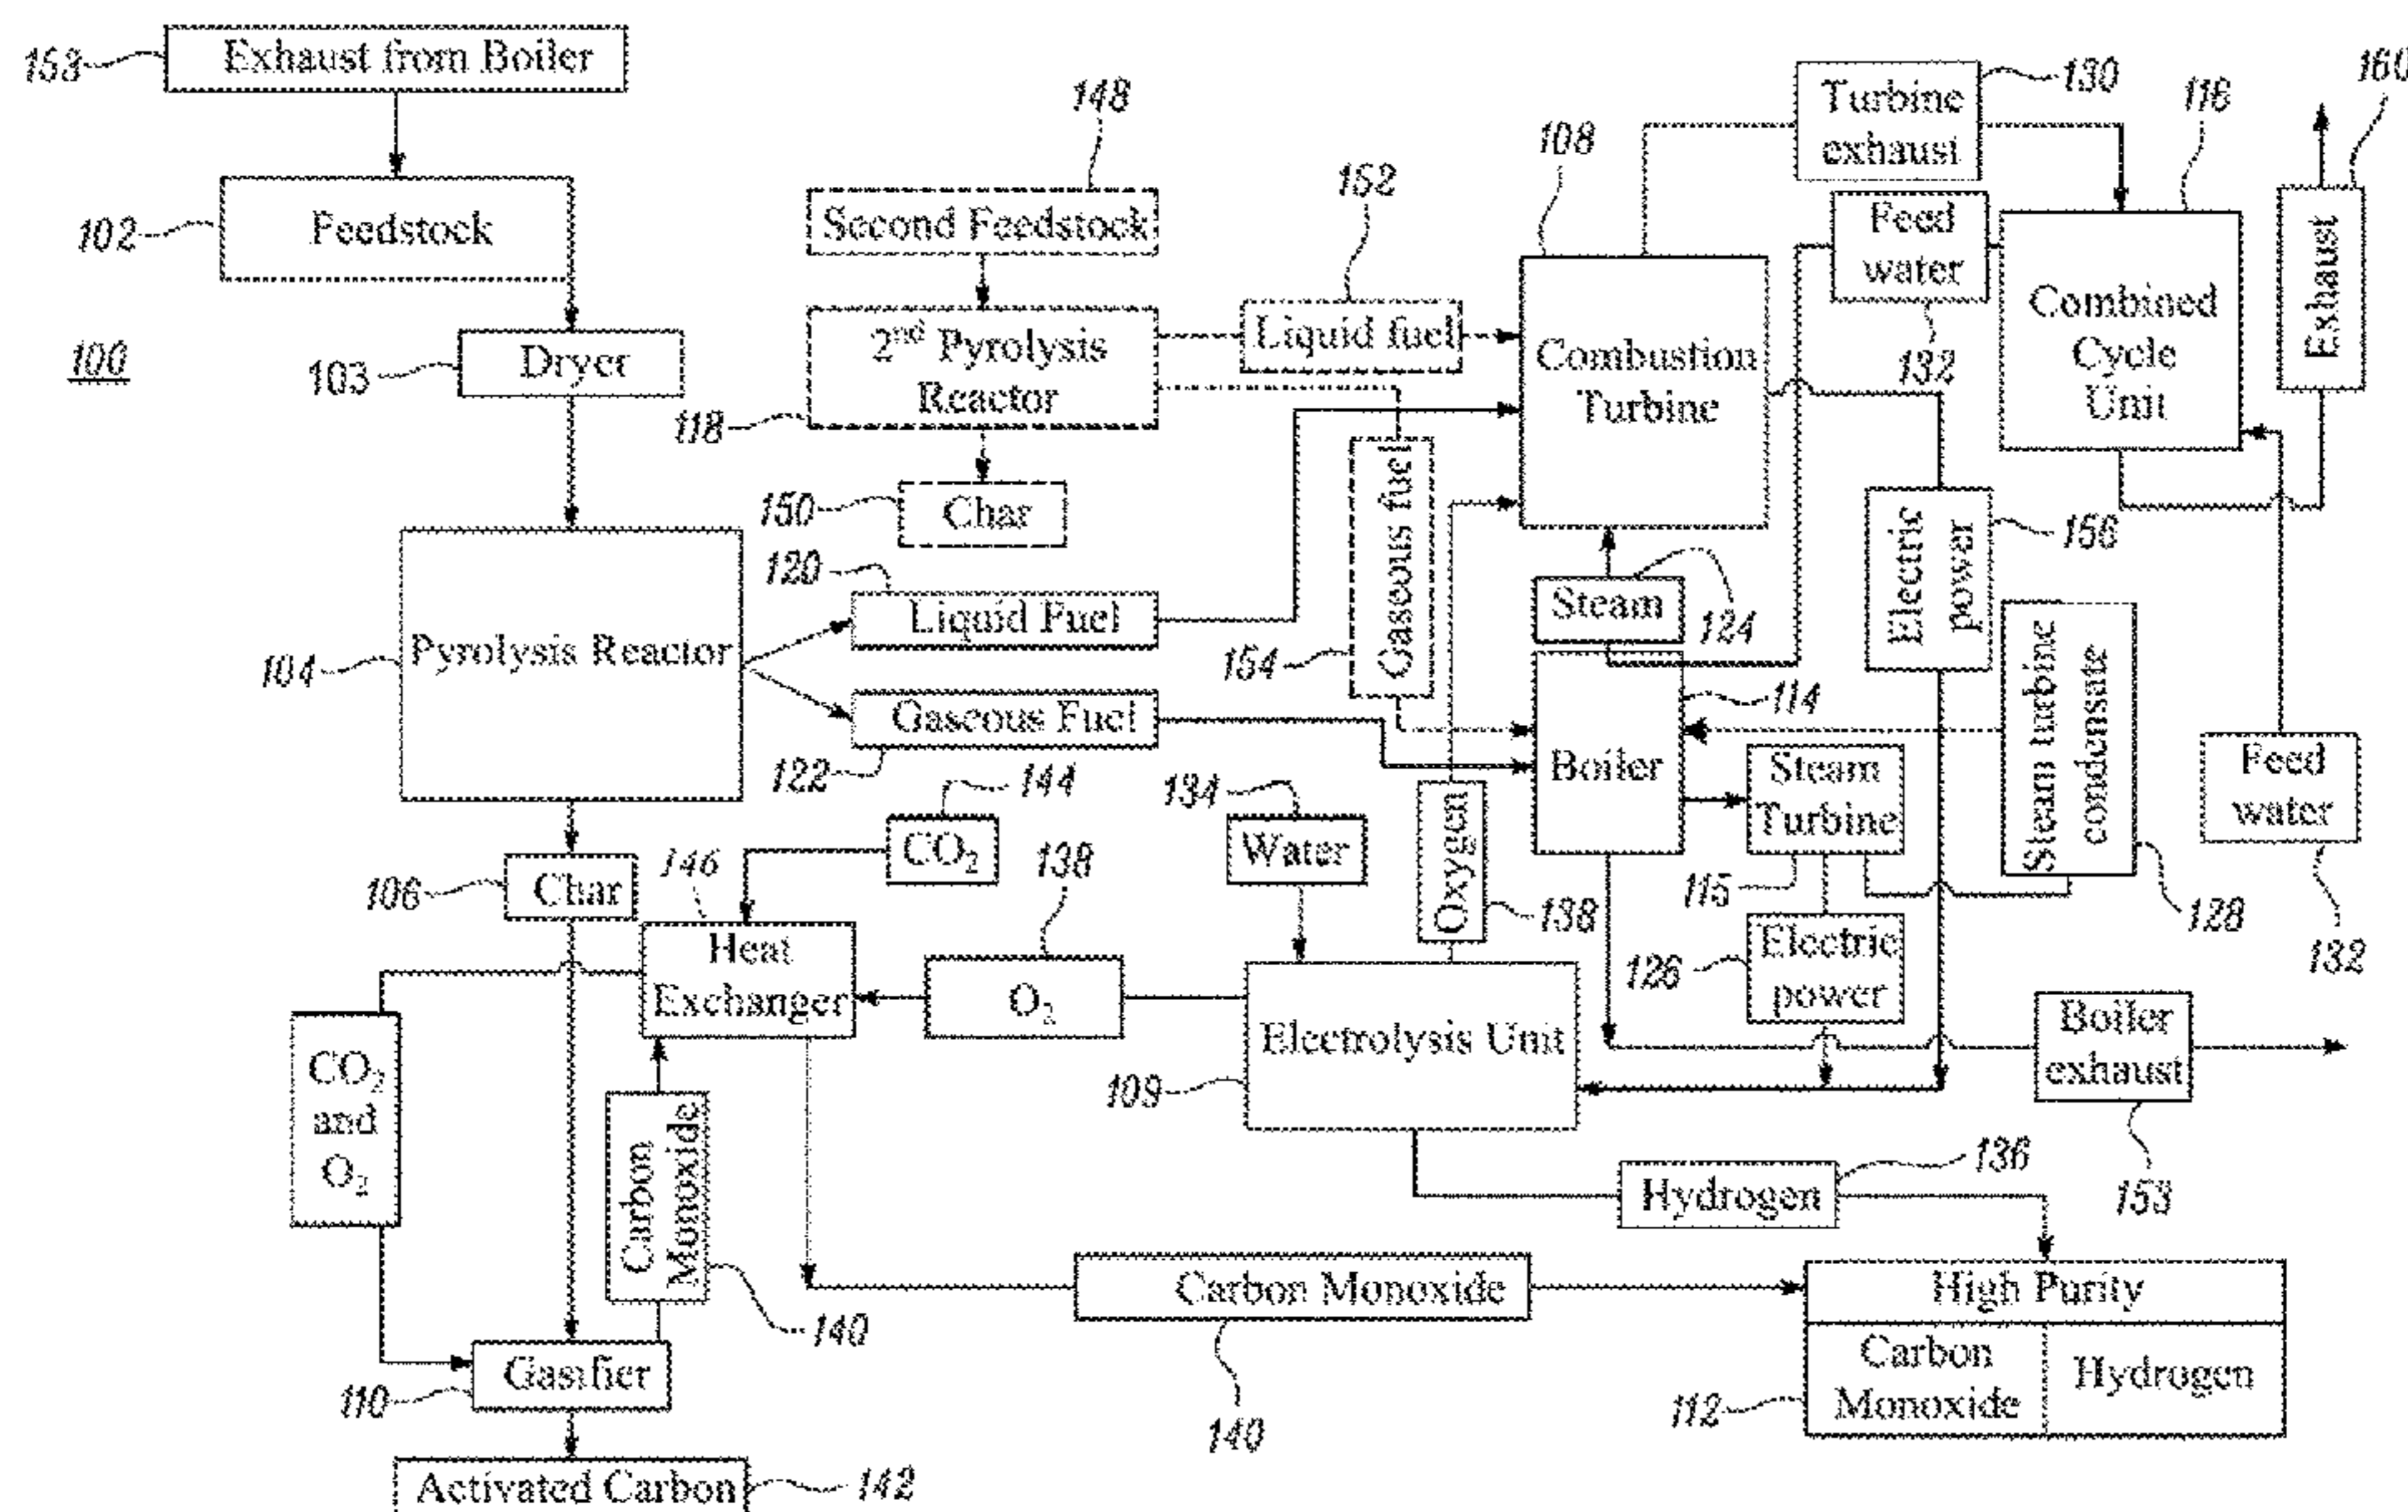 153
Exhaust from Boiler
102
Feedstock
100
103
Dryer
104
Pyrolysis Reactor
106
Char
148
Second Feedstock
2nd Pyrolysis
Reactor
118
150
Char
152
Liquid fuel
154
Gaseous fuel
120
Liquid Fuel
Gaseous Fuel
122
108
Combustion
Turbine
Turbine
exhaust
130
Feed
water
132
116
Combined
Cycle
Unit
160
Exhaust
Steam
124
Electric
power
156
114
Boiler
Steam
Turbine
115
Steam turbine
condensate
128
Feed
water
132
Electric
power
126
144
CO2
146
Heat
Exchanger
138
O2
134
Water
Oxygen
138
Electrolysis Unit
109
Boiler
exhaust
153
CO2
and
O2
Carbon
Monoxide
140
Gasifier
110
Activated Carbon
142
Hydrogen
136
Carbon Monoxide
140
High Purity
Carbon
Monoxide
Hydrogen
112